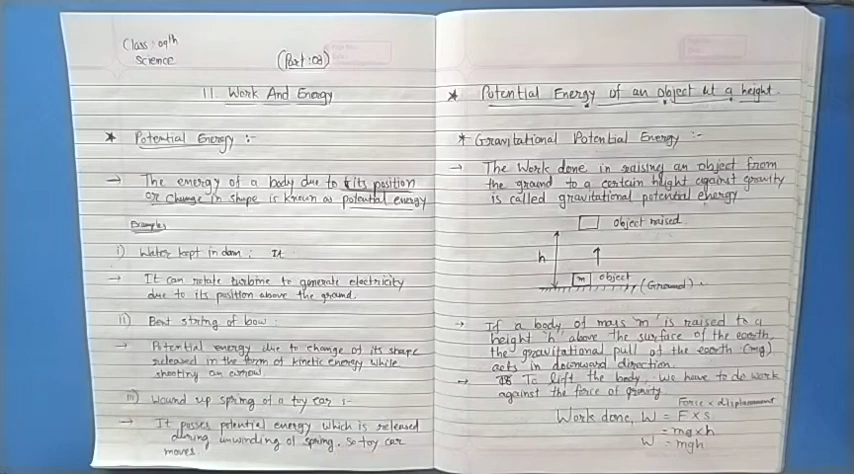 Class : 09th
Science
(Part : 03)
11. Work And Energy
* Potential Energy :-
→ The energy of a body due to its position
or change in shape is known as potential energy
Examples
i) Water kept in dam : It
→ It can rotate turbine to generate electricity
due to its position above the ground.
ii) Bent string of bow :
→ Potential energy due to change of its shape
released in the form of kinetic energy while
shooting an arrow.
iii) Wound up spring of a toy car :-
→ It posses potential energy which is released
during unwinding of spring. So toy car
moves.
* Potential Energy of an object at a height.
* Gravitational Potential Energy :-
→ The Work done in raising an object from
the ground to a certain height against gravity
is called gravitational potential energy
object raised.
h
m object
(Ground)
→ If a body, of mass 'm' is raised to a
height 'h' above the surface of the earth,
the gravitational pull of the earth (mg)
acts in downward direction.
→ To lift the body, we have to do work
against the force of gravity.
Force × displacement
Work done, W = F × s
= mg × h
W = mgh